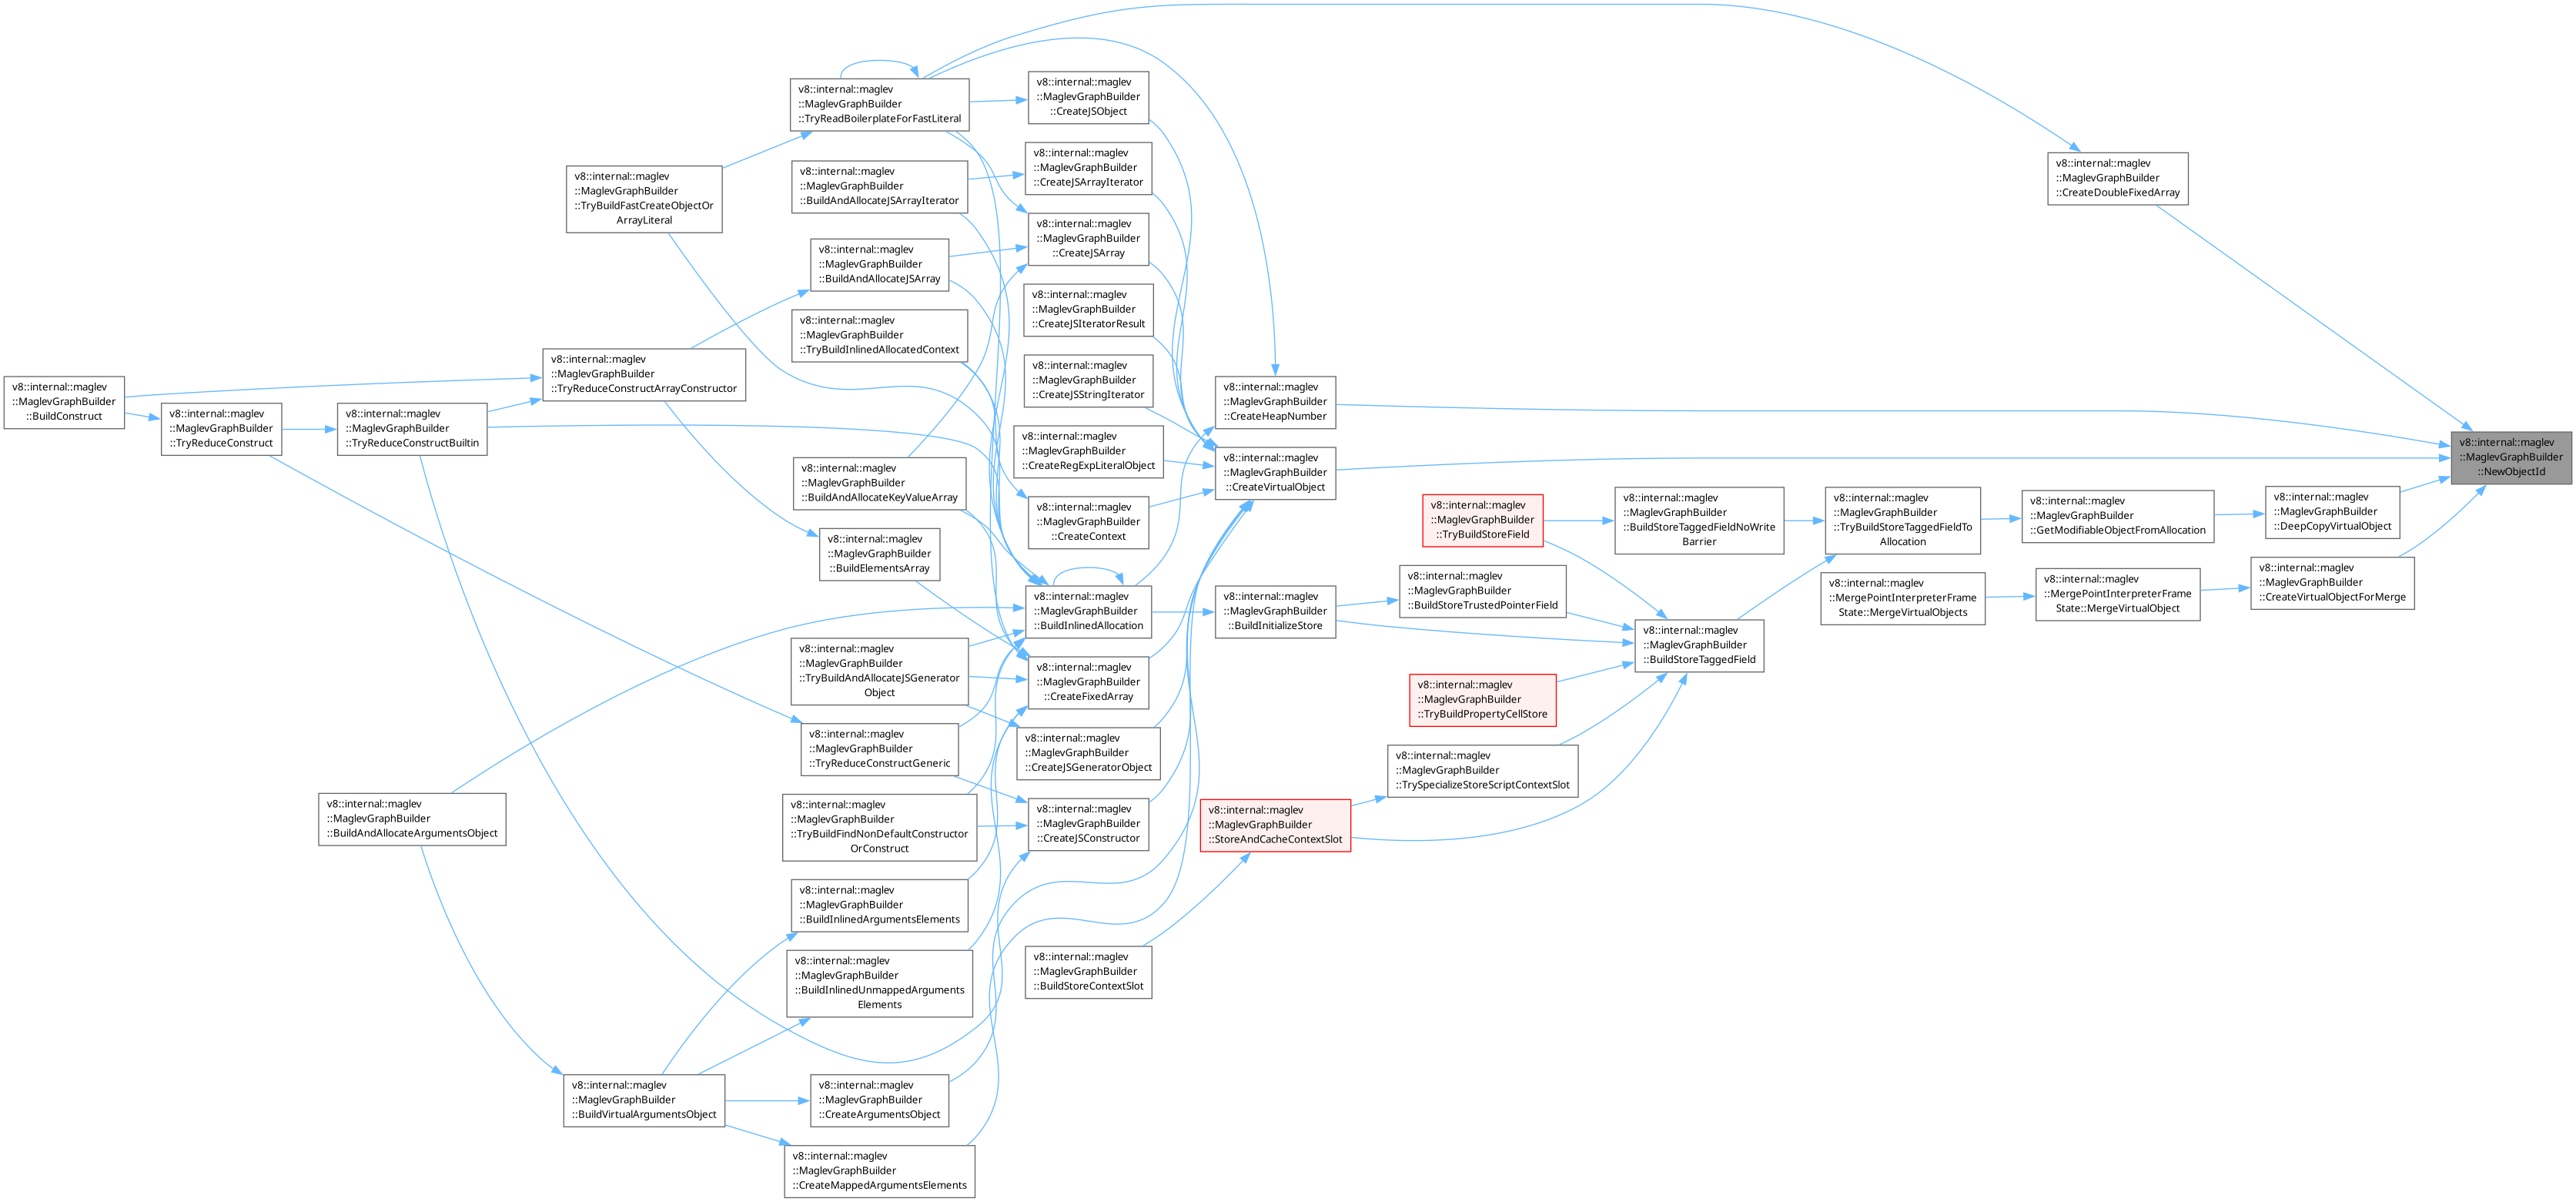 v8::internal::maglev
::MaglevGraphBuilder
::BuildConstruct
v8::internal::maglev
::MaglevGraphBuilder
::TryReduceConstruct
v8::internal::maglev
::MaglevGraphBuilder
::BuildAndAllocateArgumentsObject
v8::internal::maglev
::MaglevGraphBuilder
::TryReduceConstructBuiltin
v8::internal::maglev
::MaglevGraphBuilder
::TryBuildFastCreateObjectOr
ArrayLiteral
v8::internal::maglev
::MaglevGraphBuilder
::TryReduceConstructArrayConstructor
v8::internal::maglev
::MaglevGraphBuilder
::BuildVirtualArgumentsObject
v8::internal::maglev
::MaglevGraphBuilder
::TryReadBoilerplateForFastLiteral
v8::internal::maglev
::MaglevGraphBuilder
::BuildAndAllocateJSArrayIterator
v8::internal::maglev
::MaglevGraphBuilder
::BuildAndAllocateJSArray
v8::internal::maglev
::MaglevGraphBuilder
::TryBuildInlinedAllocatedContext
v8::internal::maglev
::MaglevGraphBuilder
::BuildAndAllocateKeyValueArray
v8::internal::maglev
::MaglevGraphBuilder
::BuildElementsArray
v8::internal::maglev
::MaglevGraphBuilder
::TryBuildAndAllocateJSGenerator
Object
v8::internal::maglev
::MaglevGraphBuilder
::TryReduceConstructGeneric
v8::internal::maglev
::MaglevGraphBuilder
::TryBuildFindNonDefaultConstructor
OrConstruct
v8::internal::maglev
::MaglevGraphBuilder
::BuildInlinedArgumentsElements
v8::internal::maglev
::MaglevGraphBuilder
::BuildInlinedUnmappedArguments
Elements
v8::internal::maglev
::MaglevGraphBuilder
::CreateArgumentsObject
v8::internal::maglev
::MaglevGraphBuilder
::CreateMappedArgumentsElements
v8::internal::maglev
::MaglevGraphBuilder
::CreateJSObject
v8::internal::maglev
::MaglevGraphBuilder
::CreateJSArrayIterator
v8::internal::maglev
::MaglevGraphBuilder
::CreateJSArray
v8::internal::maglev
::MaglevGraphBuilder
::CreateJSIteratorResult
v8::internal::maglev
::MaglevGraphBuilder
::CreateJSStringIterator
v8::internal::maglev
::MaglevGraphBuilder
::CreateRegExpLiteralObject
v8::internal::maglev
::MaglevGraphBuilder
::CreateContext
v8::internal::maglev
::MaglevGraphBuilder
::BuildInlinedAllocation
v8::internal::maglev
::MaglevGraphBuilder
::CreateFixedArray
v8::internal::maglev
::MaglevGraphBuilder
::CreateJSGeneratorObject
v8::internal::maglev
::MaglevGraphBuilder
::CreateJSConstructor
v8::internal::maglev
::MaglevGraphBuilder
::BuildStoreContextSlot
v8::internal::maglev
::MaglevGraphBuilder
::CreateHeapNumber
v8::internal::maglev
::MaglevGraphBuilder
::CreateVirtualObject
v8::internal::maglev
::MaglevGraphBuilder
::BuildInitializeStore
v8::internal::maglev
::MaglevGraphBuilder
::StoreAndCacheContextSlot
v8::internal::maglev
::MaglevGraphBuilder
::TryBuildStoreField
v8::internal::maglev
::MaglevGraphBuilder
::BuildStoreTrustedPointerField
v8::internal::maglev
::MaglevGraphBuilder
::TryBuildPropertyCellStore
v8::internal::maglev
::MaglevGraphBuilder
::TrySpecializeStoreScriptContextSlot
v8::internal::maglev
::MaglevGraphBuilder
::BuildStoreTaggedFieldNoWrite
Barrier
v8::internal::maglev
::MaglevGraphBuilder
::BuildStoreTaggedField
v8::internal::maglev
::MaglevGraphBuilder
::TryBuildStoreTaggedFieldTo
Allocation
v8::internal::maglev
::MergePointInterpreterFrame
State::MergeVirtualObjects
v8::internal::maglev
::MaglevGraphBuilder
::CreateDoubleFixedArray
v8::internal::maglev
::MaglevGraphBuilder
::GetModifiableObjectFromAllocation
v8::internal::maglev
::MergePointInterpreterFrame
State::MergeVirtualObject
v8::internal::maglev
::MaglevGraphBuilder
::DeepCopyVirtualObject
v8::internal::maglev
::MaglevGraphBuilder
::CreateVirtualObjectForMerge
v8::internal::maglev
::MaglevGraphBuilder
::NewObjectId